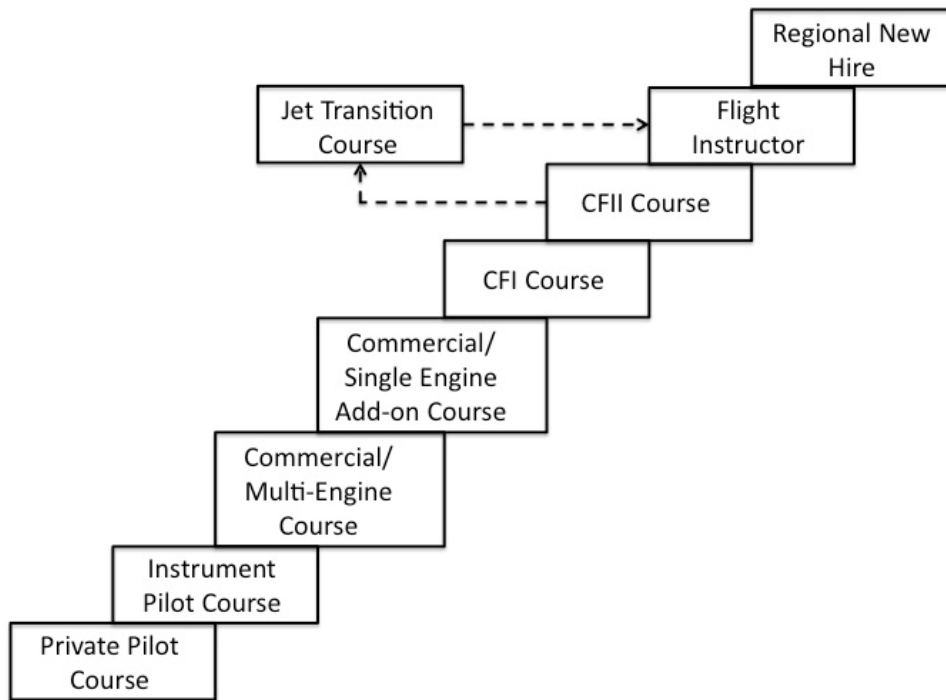 Regional New
Hire
Jet Transition
Course
Flight
Instructor
CFII Course
CFI Course
Commercial/
Single Engine
Add-on Course
Commercial/
Multi-Engine
Course
Instrument
Pilot Course
Private Pilot
Course